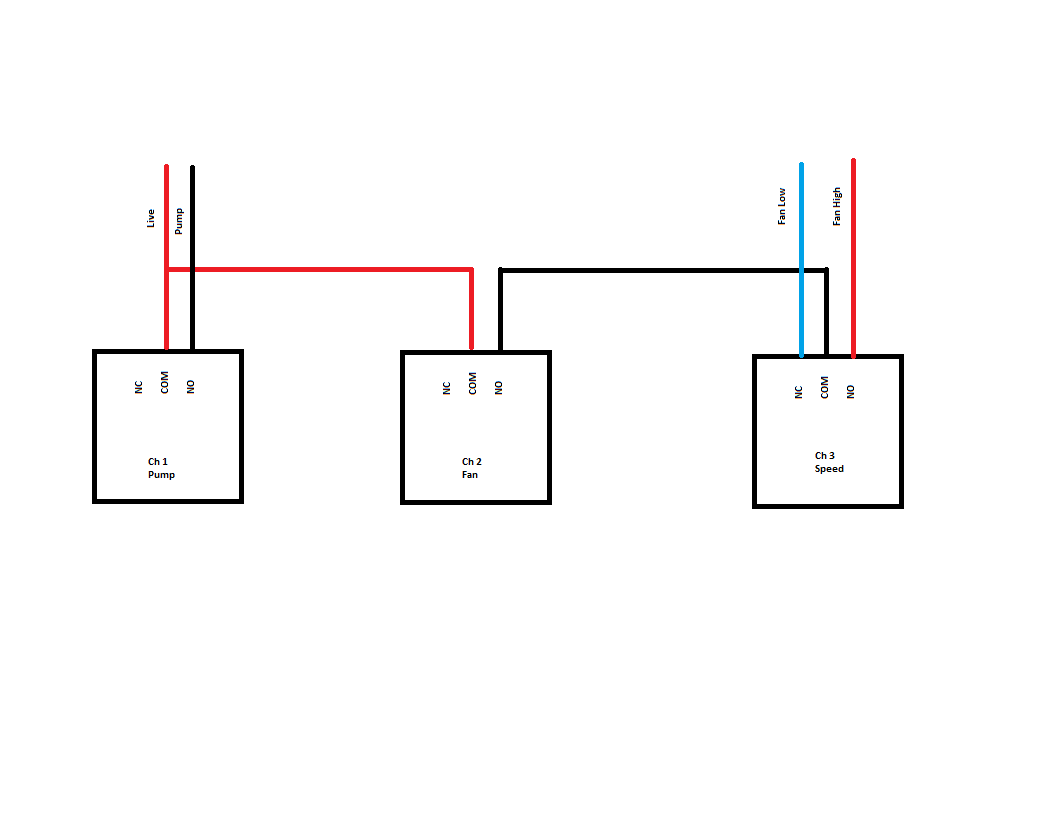 Live
Pump
Fan Low
Fan High
NC
COM
NO
NC
COM
NO
NC
COM
NO
Ch 1
Pump
Ch 2
Fan
Ch 3
Speed